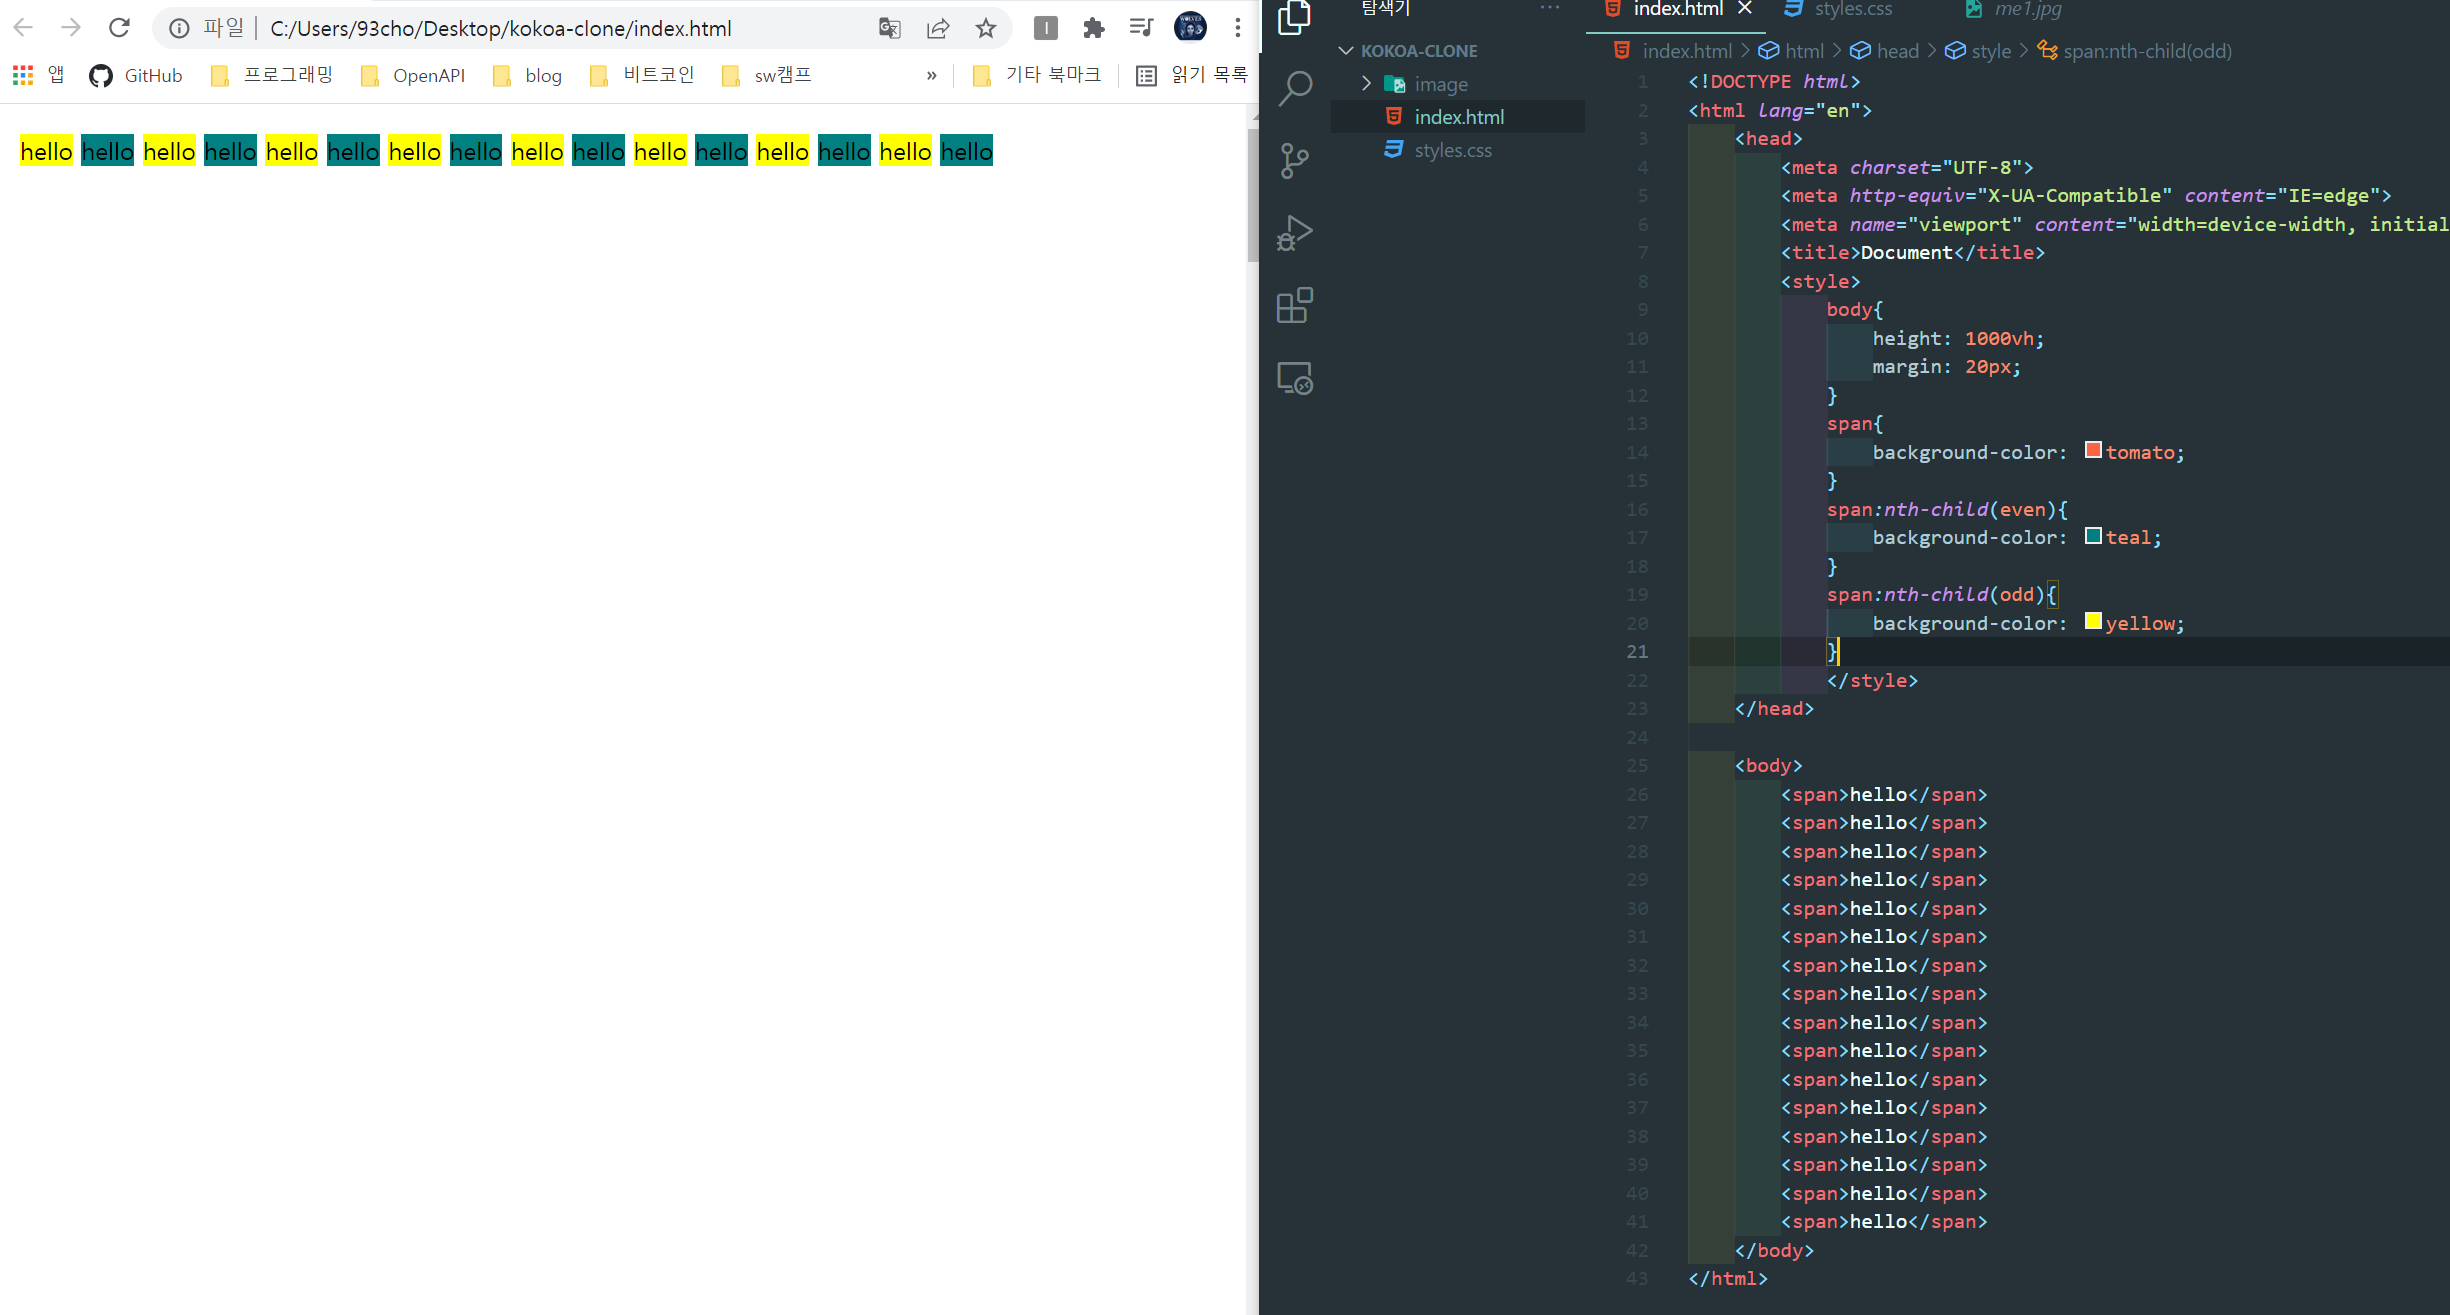 파일 C:/Users/93cho/Desktop/kokoa-clone/index.html
앱 GitHub 프로그래밍 OpenAPI blog 비트코인 sw캠프 » 기타 북마크 읽기 목록
hello hello hello hello hello hello hello hello hello hello hello hello hello hello hello hello
탐색기 ···
KOKOA-CLONE
image
index.html
styles.css
index.html styles.css me1.jpg
index.html > html > head > style > span:nth-child(odd)
1 <!DOCTYPE html>
2 <html lang="en">
3 <head>
4 <meta charset="UTF-8">
5 <meta http-equiv="X-UA-Compatible" content="IE=edge">
6 <meta name="viewport" content="width=device-width, initial
7 <title>Document</title>
8 <style>
9 body{
10 height: 1000vh;
11 margin: 20px;
12 }
13 span{
14 background-color: tomato;
15 }
16 span:nth-child(even){
17 background-color: teal;
18 }
19 span:nth-child(odd){
20 background-color: yellow;
21 }
22 </style>
23 </head>
24
25 <body>
26 <span>hello</span>
27 <span>hello</span>
28 <span>hello</span>
29 <span>hello</span>
30 <span>hello</span>
31 <span>hello</span>
32 <span>hello</span>
33 <span>hello</span>
34 <span>hello</span>
35 <span>hello</span>
36 <span>hello</span>
37 <span>hello</span>
38 <span>hello</span>
39 <span>hello</span>
40 <span>hello</span>
41 <span>hello</span>
42 </body>
43 </html>